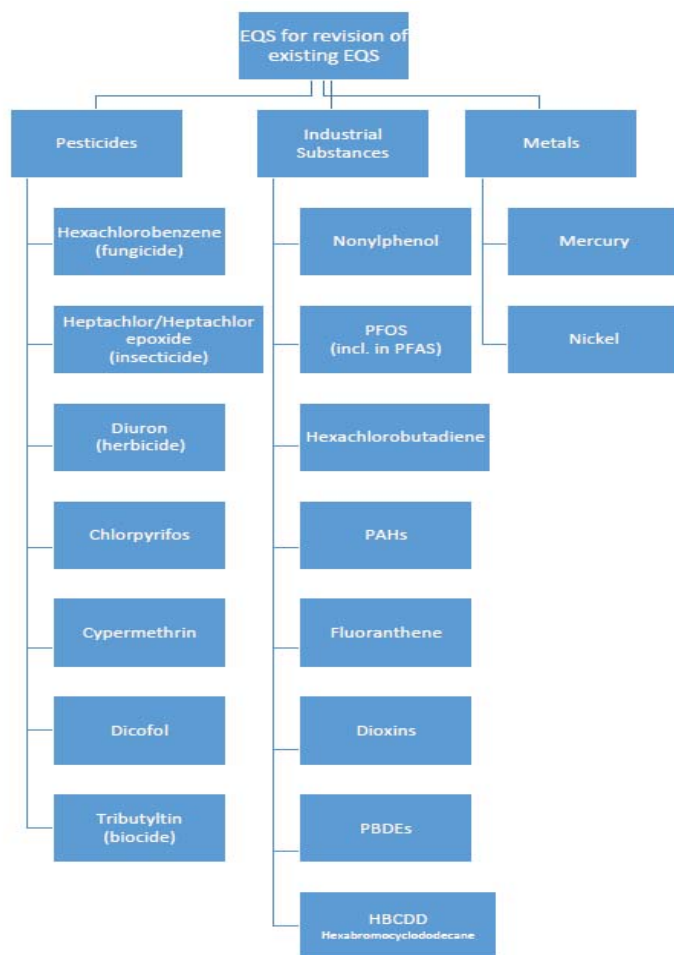 EQS for revision of
existing EQS
Pesticides
Industrial
Substances
Metals
Hexachlorobenzene
(fungicide)
Heptachlor/Heptachlor
epoxide
(insecticide)
Diuron
(herbicide)
Chlorpyrifos
Cypermethrin
Dicofol
Tributyltin
(biocide)
Nonylphenol
PFOS
(incl. in PFAS)
Hexachlorobutadiene
PAHs
Fluoranthene
Dioxins
PBDEs
HBCDD
Hexabromocyclododecane
Mercury
Nickel